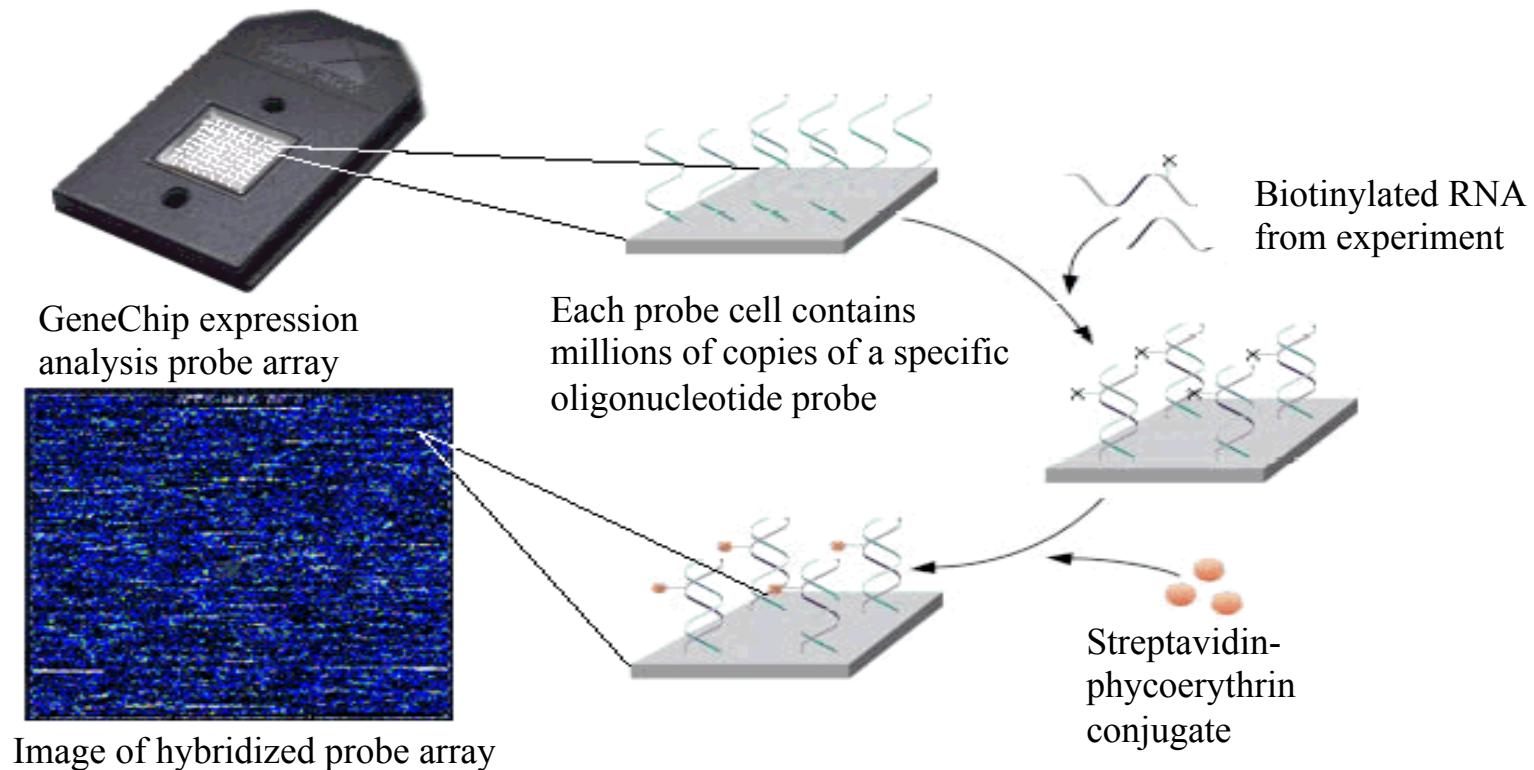 GeneChip expression
analysis probe array
Each probe cell contains
millions of copies of a specific
oligonucleotide probe
Biotinylated RNA
from experiment
Streptavidin-
phycoerythrin
conjugate
Image of hybridized probe array